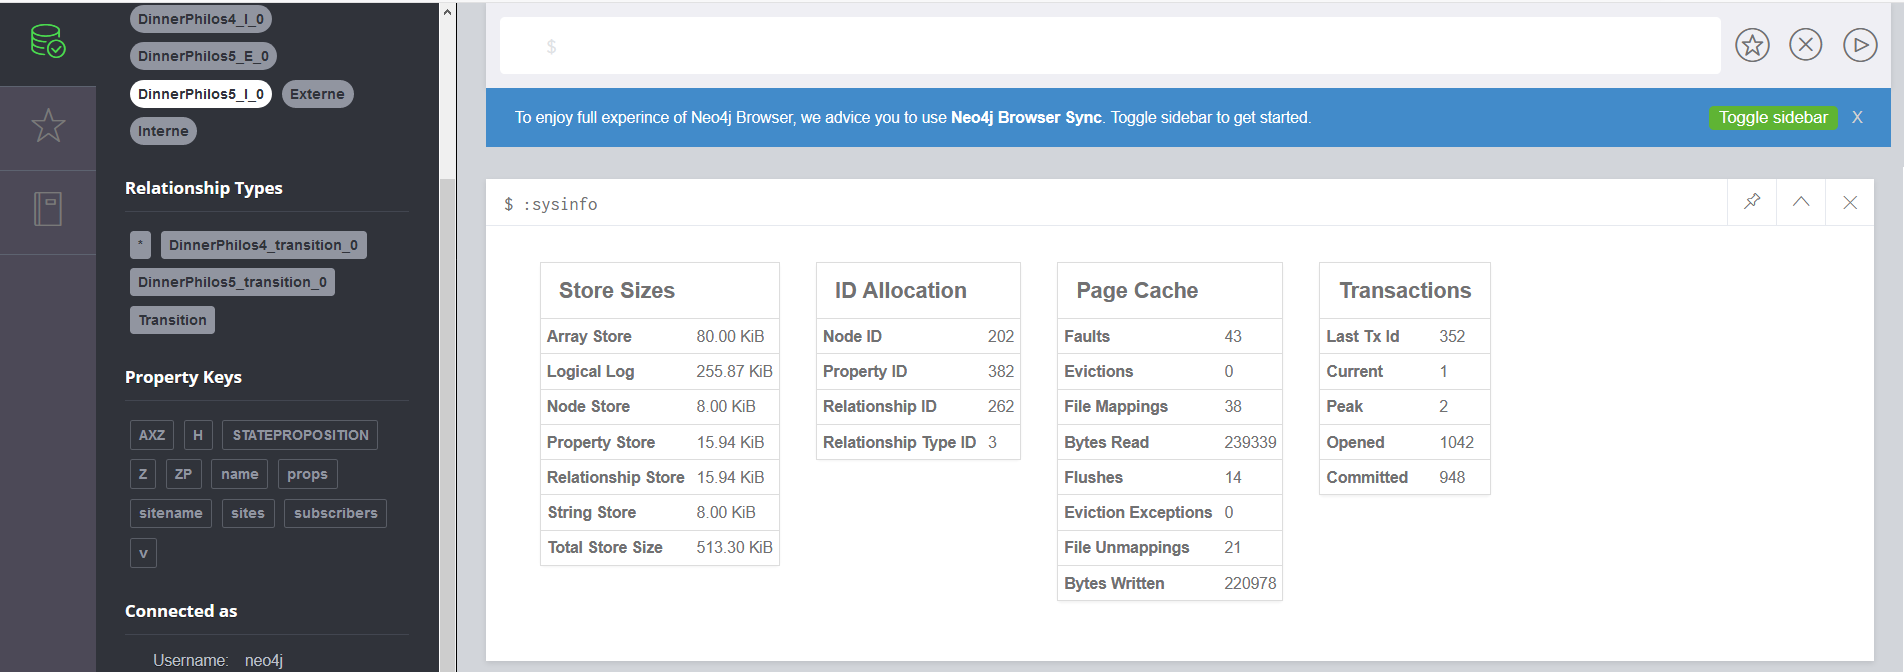 DinnerPhilos4_I_0
DinnerPhilos5_E_0
DinnerPhilos5_I_0 Externe
Interne
Relationship Types
* DinnerPhilos4_transition_0
DinnerPhilos5_transition_0
Transition
Property Keys
AXZ H STATEPROPOSITION
Z ZP name props
sitename sites subscribers
v
Connected as
Username: neo4j
$
To enjoy full experince of Neo4j Browser, we advice you to use Neo4j Browser Sync. Toggle sidebar to get started. Toggle sidebar X
$ :sysinfo
Store Sizes
Array Store 80.00 KiB
Logical Log 255.87 KiB
Node Store 8.00 KiB
Property Store 15.94 KiB
Relationship Store 15.94 KiB
String Store 8.00 KiB
Total Store Size 513.30 KiB
ID Allocation
Node ID 202
Property ID 382
Relationship ID 262
Relationship Type ID 3
Page Cache
Faults 43
Evictions 0
File Mappings 38
Bytes Read 239339
Flushes 14
Eviction Exceptions 0
File Unmappings 21
Bytes Written 220978
Transactions
Last Tx Id 352
Current 1
Peak 2
Opened 1042
Committed 948